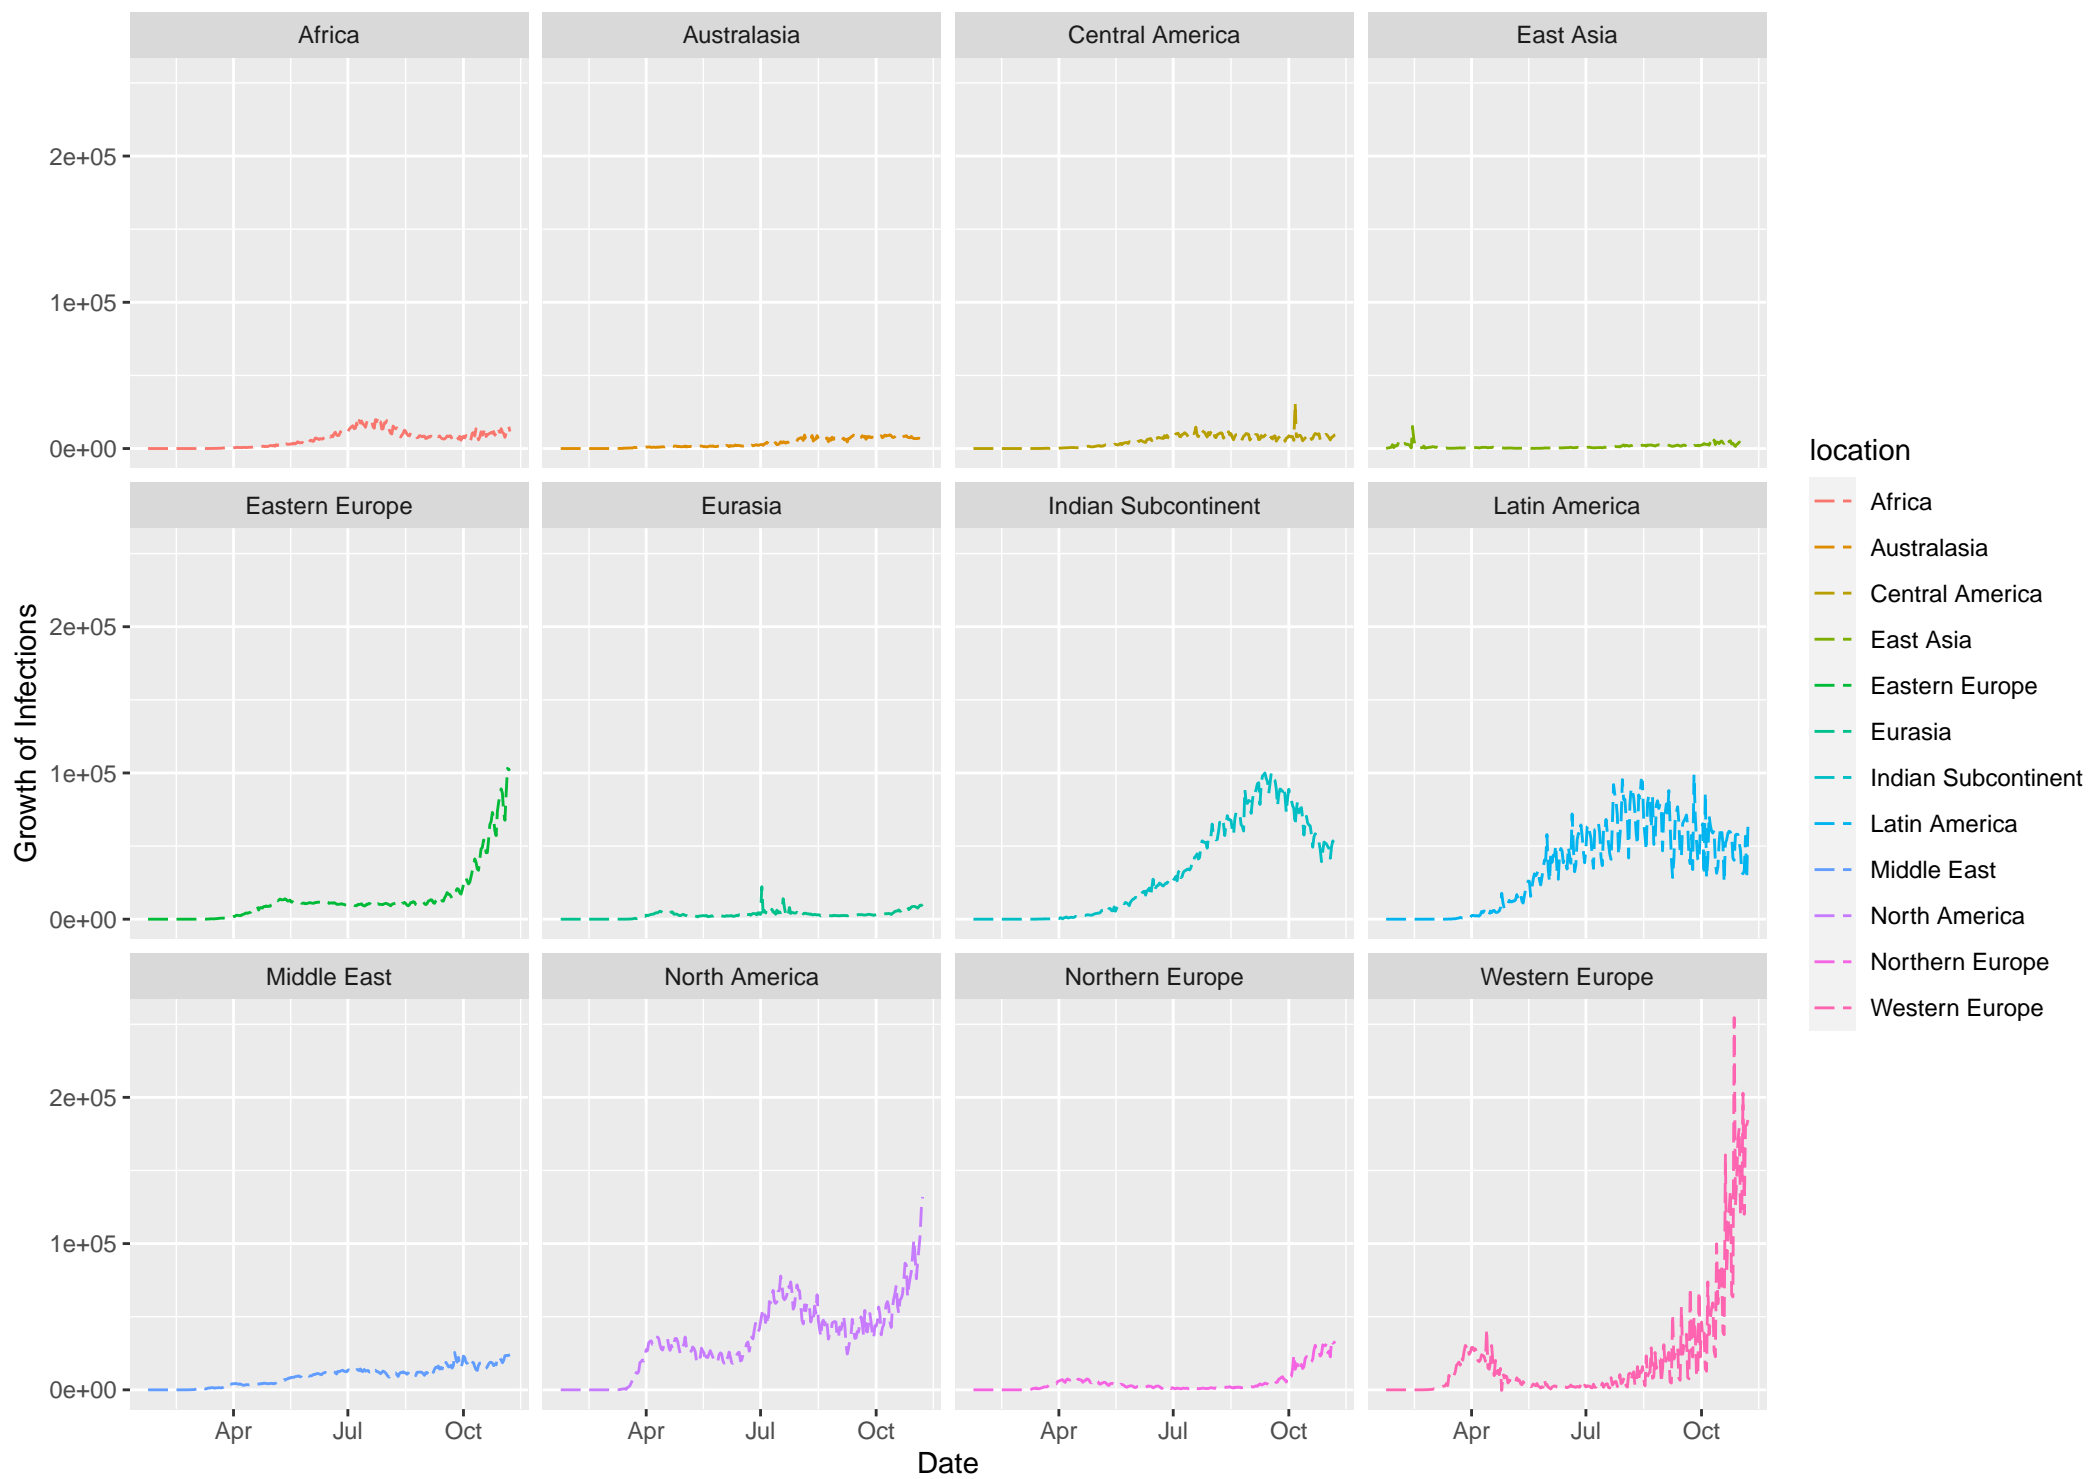 Africa
Australasia
Central America
East Asia
2e+05
1e+05
0e+00
Eastern Europe
Eurasia
Indian Subcontinent
Latin America
2e+05
1e+05
0e+00
Middle East
North America
Northern Europe
Western Europe
2e+05
1e+05
0e+00
Apr
Jul
Oct
Apr
Jul
Oct
Apr
Jul
Oct
Apr
Jul
Oct
Date
Growth of Infections
location
Africa
Australasia
Central America
East Asia
Eastern Europe
Eurasia
Indian Subcontinent
Latin America
Middle East
North America
Northern Europe
Western Europe